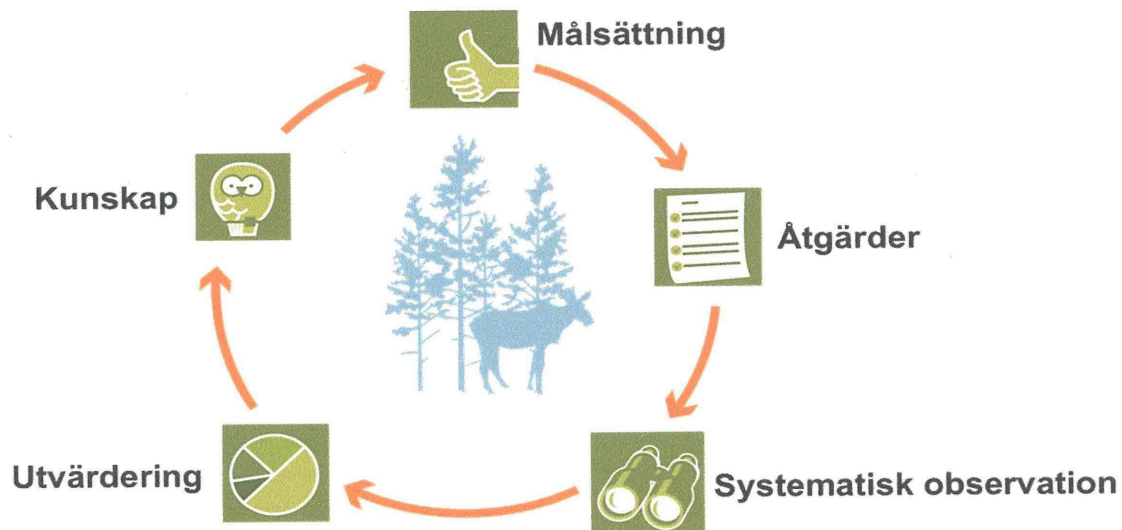 Målsättning
Åtgärder
Systematisk observation
Utvärdering
Kunskap